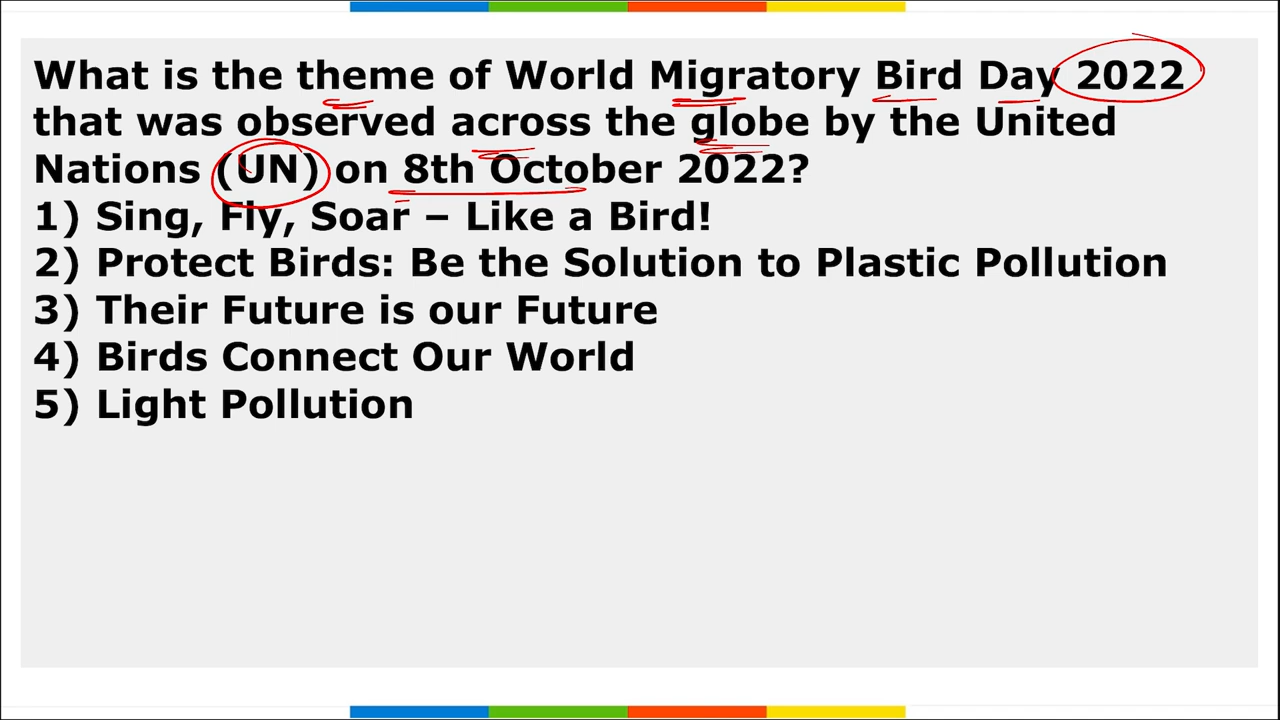 What is the theme of World Migratory Bird Day 2022
that was observed across the globe by the United
Nations (UN) on 8th October 2022?
1) Sing, Fly, Soar – Like a Bird!
2) Protect Birds: Be the Solution to Plastic Pollution
3) Their Future is our Future
4) Birds Connect Our World
5) Light Pollution